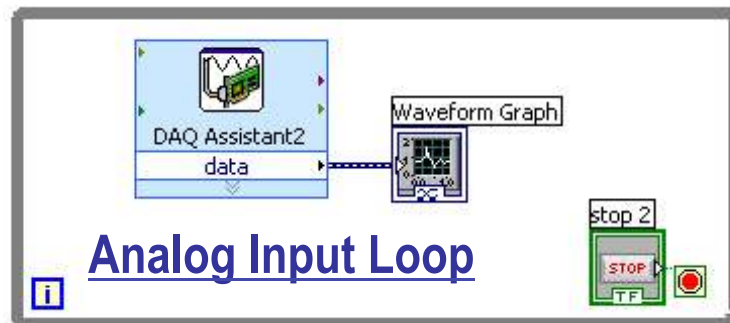 DAQ Assistant2
data
Waveform Graph
Analog Input Loop
stop 2
STOP
TF
i